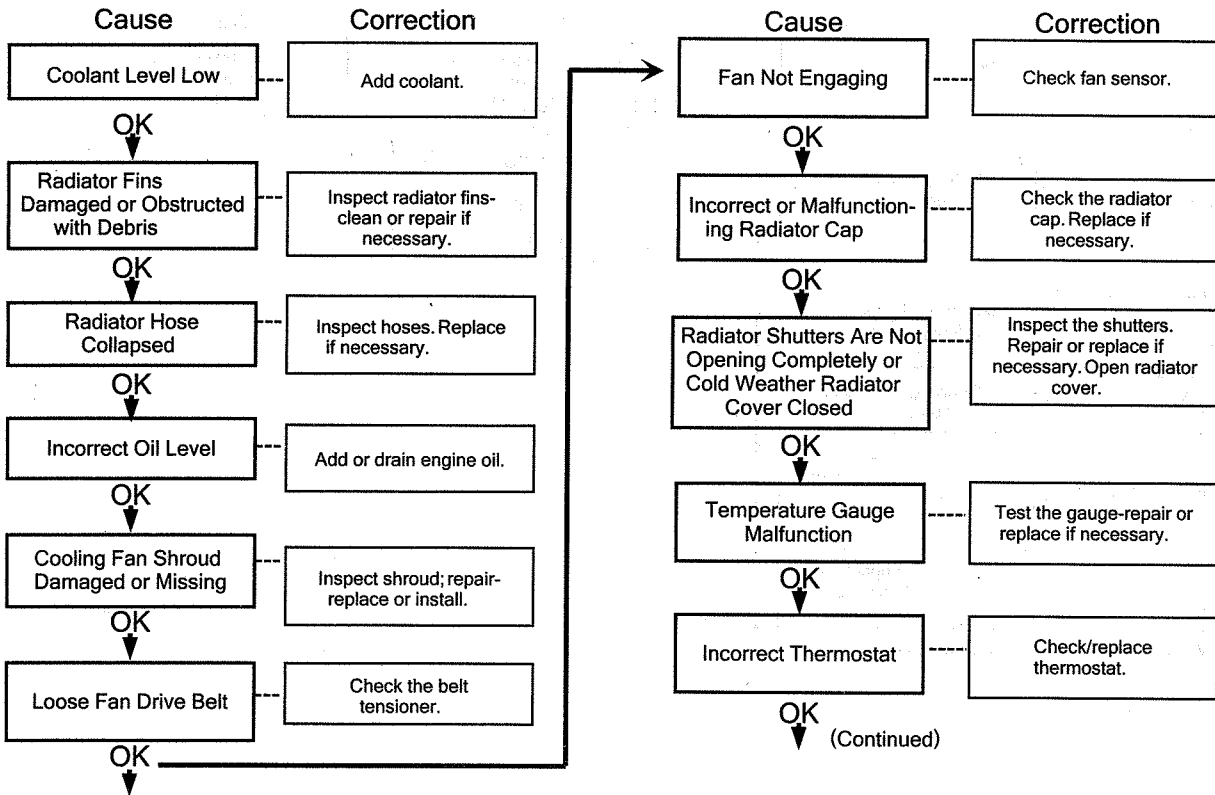 Cause
Correction
Coolant Level Low
Add coolant.
OK
Radiator Fins
Damaged or Obstructed
with Debris
Inspect radiator fins-
clean or repair if
necessary.
OK
Radiator Hose
Collapsed
Inspect hoses. Replace
if necessary.
OK
Incorrect Oil Level
Add or drain engine oil.
OK
Cooling Fan Shroud
Damaged or Missing
Inspect shroud; repair-
replace or install.
OK
Loose Fan Drive Belt
Check the belt
tensioner.
OK
Cause
Correction
Fan Not Engaging
Check fan sensor.
OK
Incorrect or Malfunction-
ing Radiator Cap
Check the radiator
cap. Replace if
necessary.
OK
Radiator Shutters Are Not
Opening Completely or
Cold Weather Radiator
Cover Closed
Inspect the shutters.
Repair or replace if
necessary. Open radiator
cover.
OK
Temperature Gauge
Malfunction
Test the gauge-repair or
replace if necessary.
OK
Incorrect Thermostat
Check/replace
thermostat.
OK
(Continued)